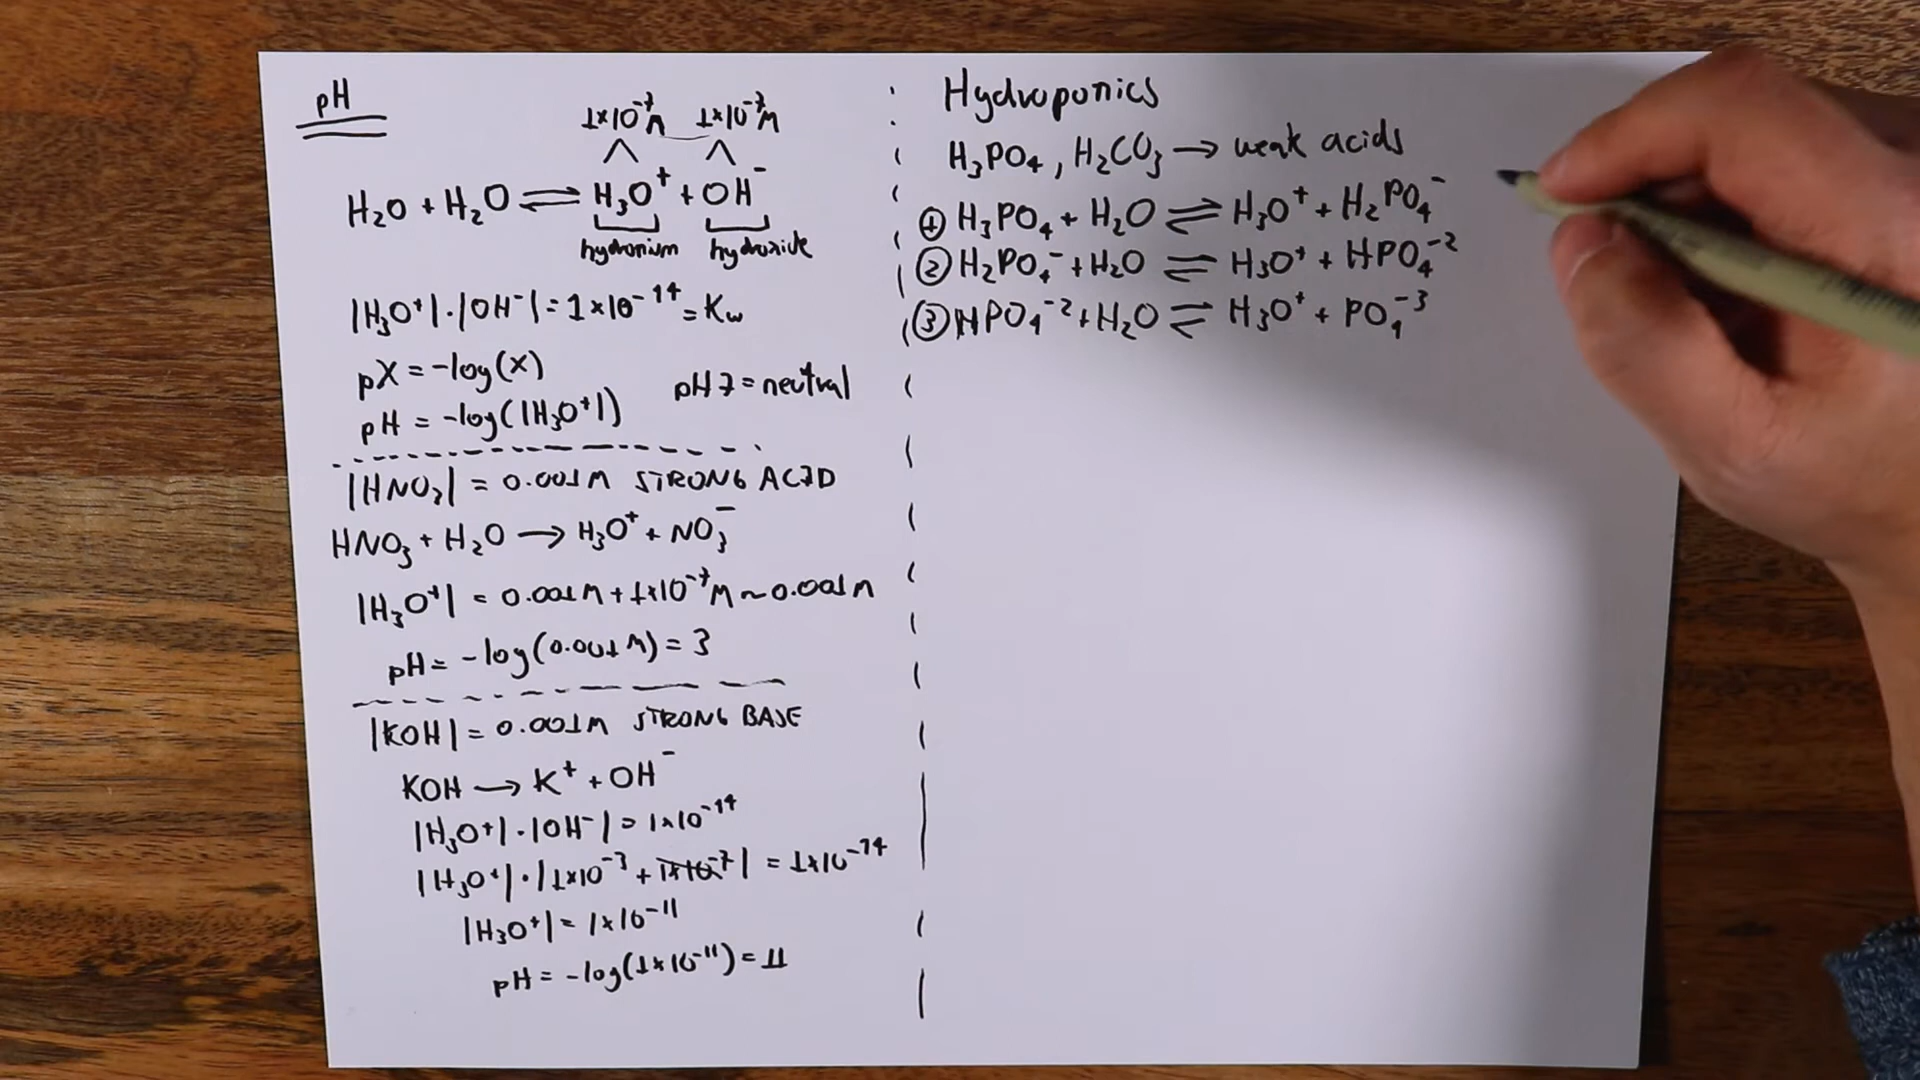 pH
1×10⁻⁷M 1×10⁻⁷M
H₂O + H₂O ⇌ H₃O⁺ + OH⁻
hydronium hydroxide
|H₃O⁺|·|OH⁻| = 1×10⁻¹⁴ = Kw
pX = -log(x)
pH 7 = neutral
pH = -log(|H₃O⁺|)
|HNO₃| = 0.001M STRONG ACID
HNO₃ + H₂O → H₃O⁺ + NO₃⁻
|H₃O⁺| = 0.001M + 1×10⁻⁷M ~ 0.001M
pH = -log(0.001M) = 3
|KOH| = 0.001M STRONG BASE
KOH → K⁺ + OH⁻
|H₃O⁺|·|OH⁻| = 1×10⁻¹⁴
|H₃O⁺|·|1×10⁻³ + 1×10⁻⁷| = 1×10⁻¹⁴
|H₃O⁺| = 1×10⁻¹¹
pH = -log(1×10⁻¹¹) = 11
Hydroponics
H₃PO₄, H₂CO₃ → weak acids
① H₃PO₄ + H₂O ⇌ H₃O⁺ + H₂PO₄⁻
② H₂PO₄⁻ + H₂O ⇌ H₃O⁺ + HPO₄⁻²
③ HPO₄⁻² + H₂O ⇌ H₃O⁺ + PO₄⁻³